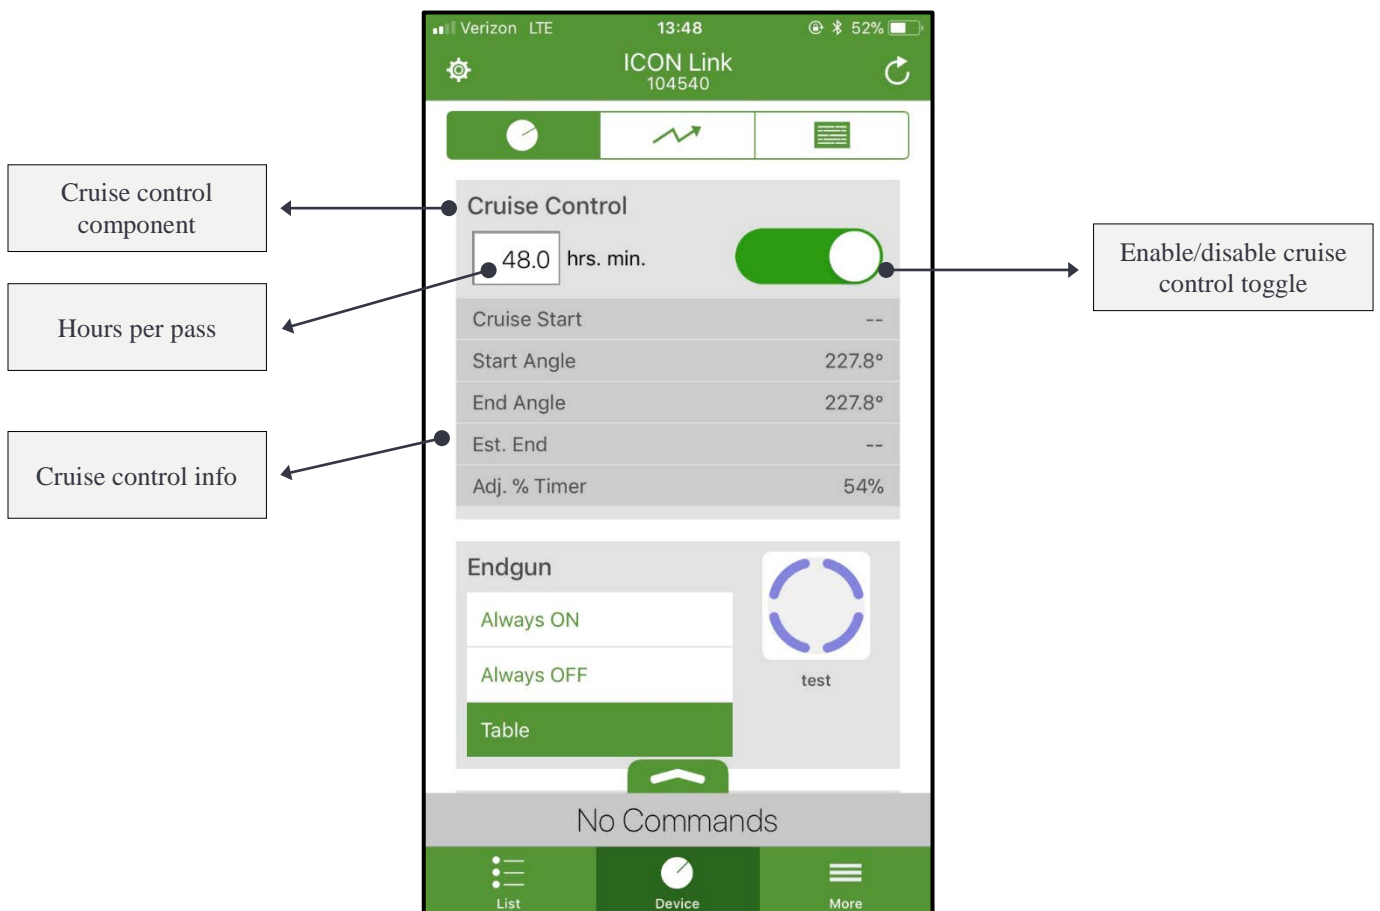 Verizon LTE 13:48 52%
ICON Link
104540
Cruise control
component
Cruise Control
48.0 hrs. min.
Enable/disable cruise
control toggle
Hours per pass
Cruise Start --
Start Angle 227.8°
End Angle 227.8°
Est. End --
Cruise control info
Adj. % Timer 54%
Endgun
Always ON
Always OFF
test
Table
No Commands
List Device More